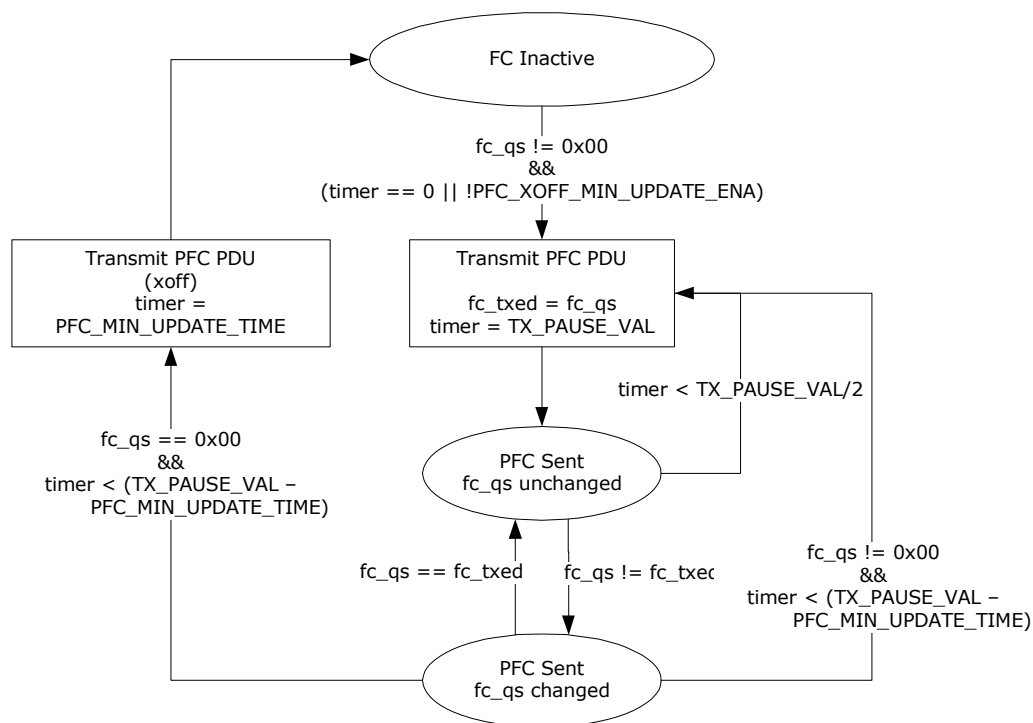 FC Inactive
fc_qs != 0x00
&&
(timer == 0 || !PFC_XOFF_MIN_UPDATE_ENA)
Transmit PFC PDU
(xoff)
timer =
PFC_MIN_UPDATE_TIME
Transmit PFC PDU
fc_txed = fc_qs
timer = TX_PAUSE_VAL
timer < TX_PAUSE_VAL/2
fc_qs == 0x00
&&
timer < (TX_PAUSE_VAL –
PFC_MIN_UPDATE_TIME)
PFC Sent
fc_qs unchanged
fc_qs == fc_txed
fc_qs != fc_txed
fc_qs != 0x00
&&
timer < (TX_PAUSE_VAL –
PFC_MIN_UPDATE_TIME)
PFC Sent
fc_qs changed